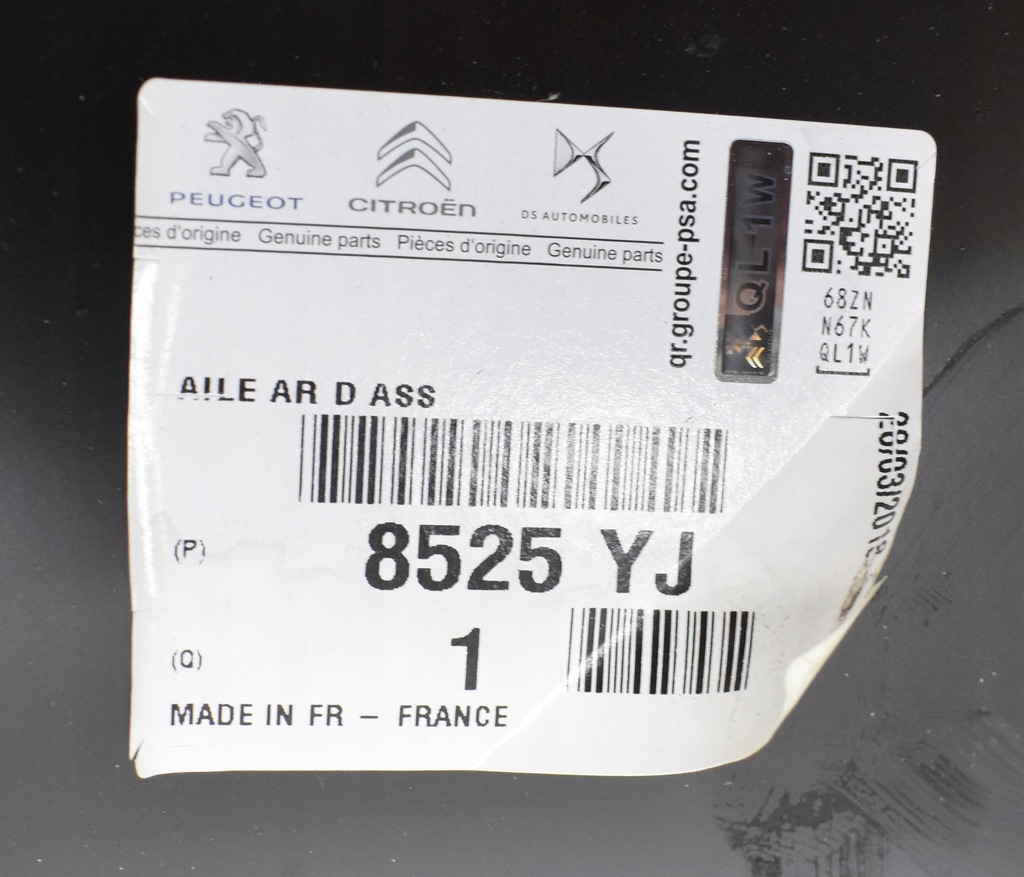 PEUGEOT CITROËN DS AUTOMOBILES
ces d'origine Genuine parts Pièces d'origine Genuine parts
qr.groupe-psa.com
QL1W
68ZN
N67K
QL1W
AILE AR D ASS
(P) 8525 YJ
(Q) 1
MADE IN FR – FRANCE